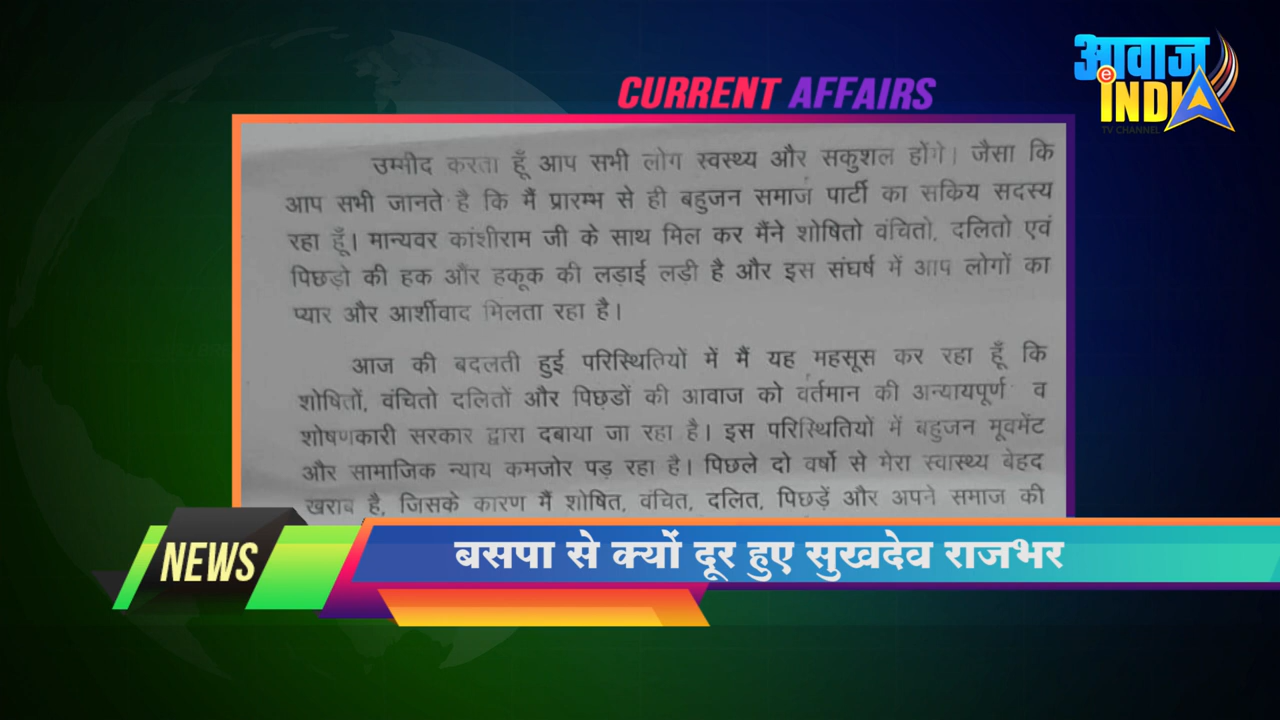 CURRENT AFFAIRS
आवाज
e
INDIA
TV CHANNEL
उम्मीद करता हूँ आप सभी लोग स्वस्थ्य और सकुशल होंगे। जैसा कि
आप सभी जानते है कि मैं प्रारम्भ से ही बहुजन समाज पार्टी का सकिय सदस्य
रहा हूँ। मान्यवर कांशीराम जी के साथ मिल कर मैंने शोषितो वंचितो, दलितो एवं
पिछड़ो की हक और हकूक की लड़ाई लड़ी है और इस संघर्ष में आप लोगों का
प्यार और आर्शीवाद मिलता रहा है।
आज की बदलती हुई परिस्थितियों में मैं यह महसूस कर रहा हूँ कि
शोषितों, वंचितो दलितों और पिछड़ों की आवाज को वर्तमान की अन्यायपूर्ण व
शोषणकारी सरकार द्वारा दबाया जा रहा है। इस परिस्थितियों में बहुजन मूवमेंट
और सामाजिक न्याय कमजोर पड़ रहा है। पिछले दो वर्षो से मेरा स्वास्थ्य बेहद
खराब है, जिसके कारण मैं शोषित, वंचित, दलित, पिछड़ें और अपने समाज की
NEWS
बसपा से क्यों दूर हुए सुखदेव राजभर